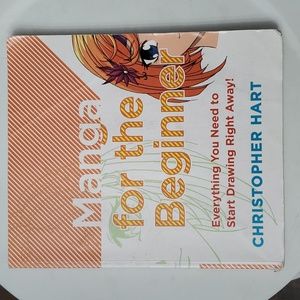 Manga
for the
Beginner
Everything You Need to
Start Drawing Right Away!
CHRISTOPHER HART